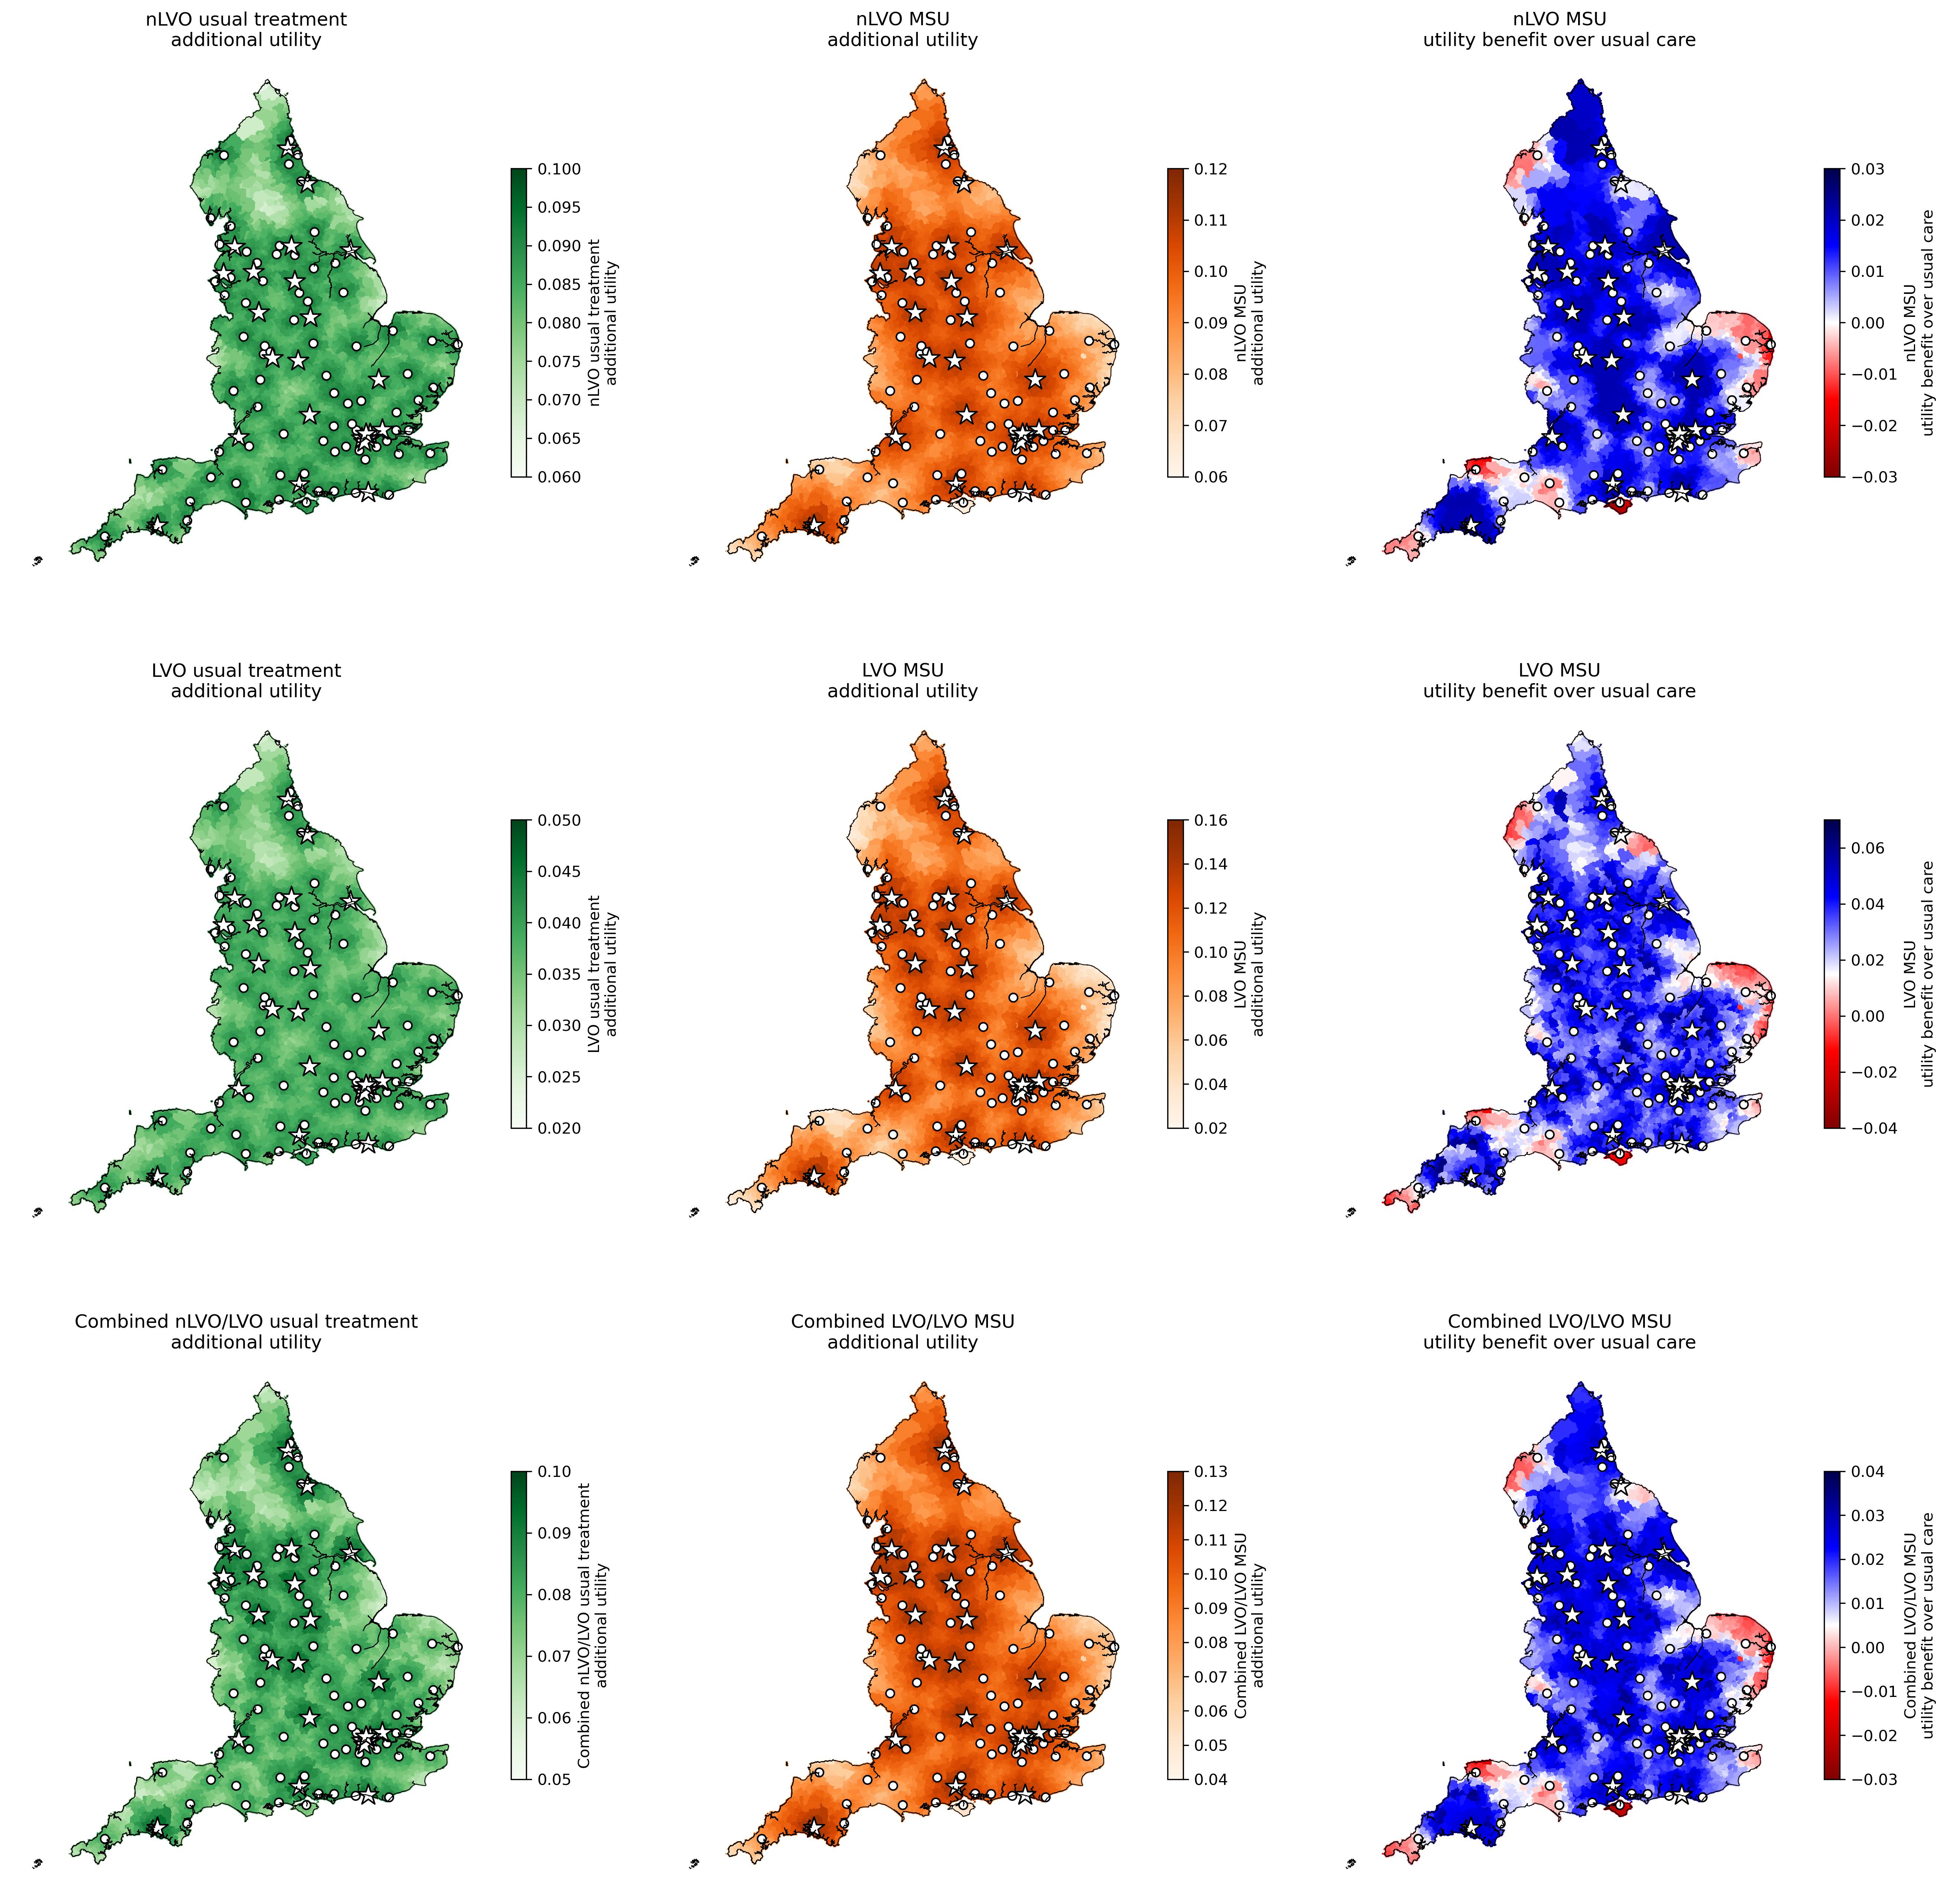 nLVO usual treatment
additional utility
nLVO MSU
additional utility
nLVO MSU
utility benefit over usual care
0.100
0.095
0.090
0.085
0.080
0.075
0.070
0.065
0.060
nLVO usual treatment
additional utility
0.12
0.11
0.10
0.09
0.08
0.07
0.06
nLVO MSU
additional utility
0.03
0.02
0.01
0.00
−0.01
−0.02
−0.03
nLVO MSU
utility benefit over usual care
LVO usual treatment
additional utility
LVO MSU
additional utility
LVO MSU
utility benefit over usual care
0.050
0.045
0.040
0.035
0.030
0.025
0.020
LVO usual treatment
additional utility
0.16
0.14
0.12
0.10
0.08
0.06
0.04
0.02
LVO MSU
additional utility
0.06
0.04
0.02
0.00
−0.02
−0.04
LVO MSU
utility benefit over usual care
Combined nLVO/LVO usual treatment
additional utility
Combined LVO/LVO MSU
additional utility
Combined LVO/LVO MSU
utility benefit over usual care
0.10
0.09
0.08
0.07
0.06
0.05
Combined nLVO/LVO usual treatment
additional utility
0.13
0.12
0.11
0.10
0.09
0.08
0.07
0.06
0.05
0.04
Combined LVO/LVO MSU
additional utility
0.04
0.03
0.02
0.01
0.00
−0.01
−0.02
−0.03
Combined LVO/LVO MSU
utility benefit over usual care